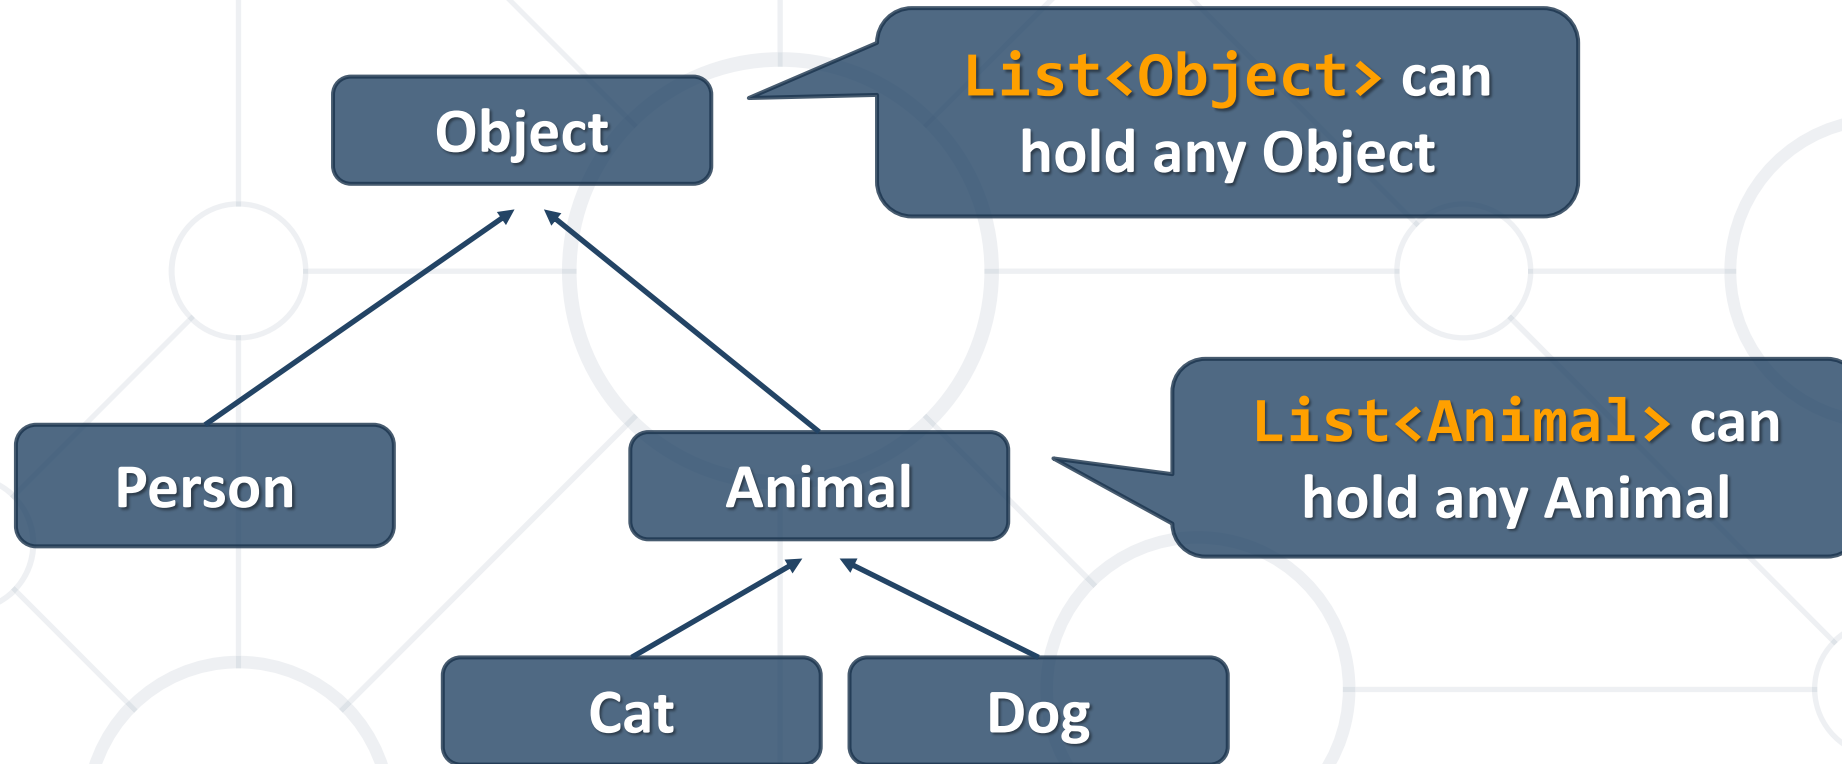 Object
List<Object> can
hold any Object
Person
Animal
List<Animal> can
hold any Animal
Cat
Dog